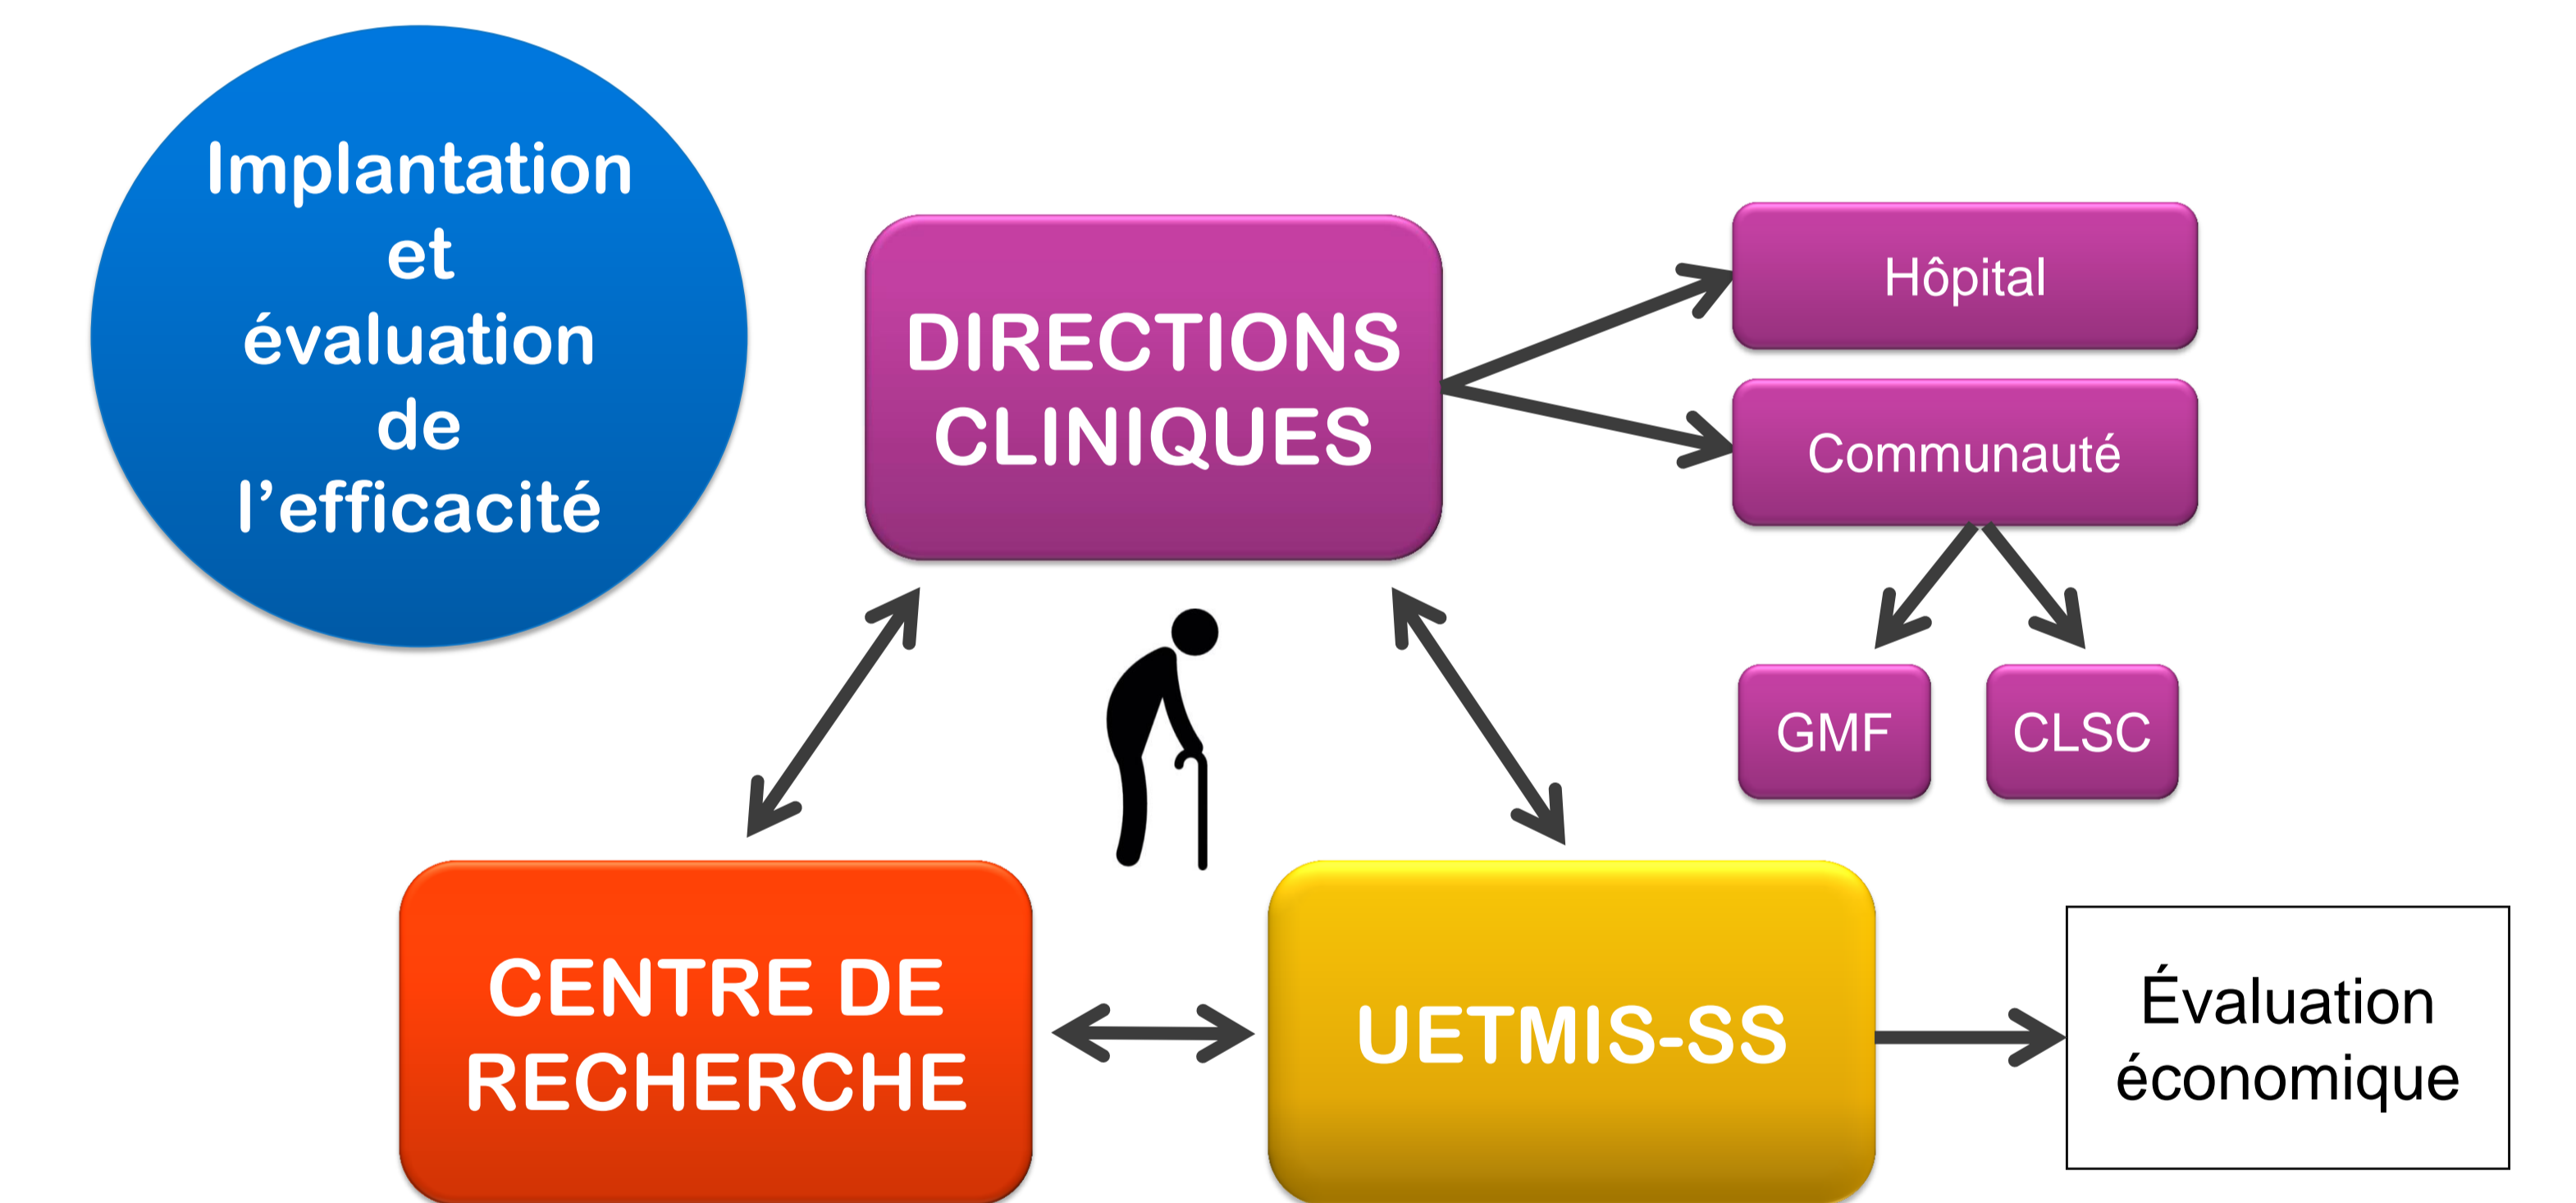 Implantation
et
évaluation
de
l’efficacité
DIRECTIONS
CLINIQUES
Hôpital
Communauté
GMF
CLSC
CENTRE DE
RECHERCHE
UETMIS-SS
Évaluation
économique